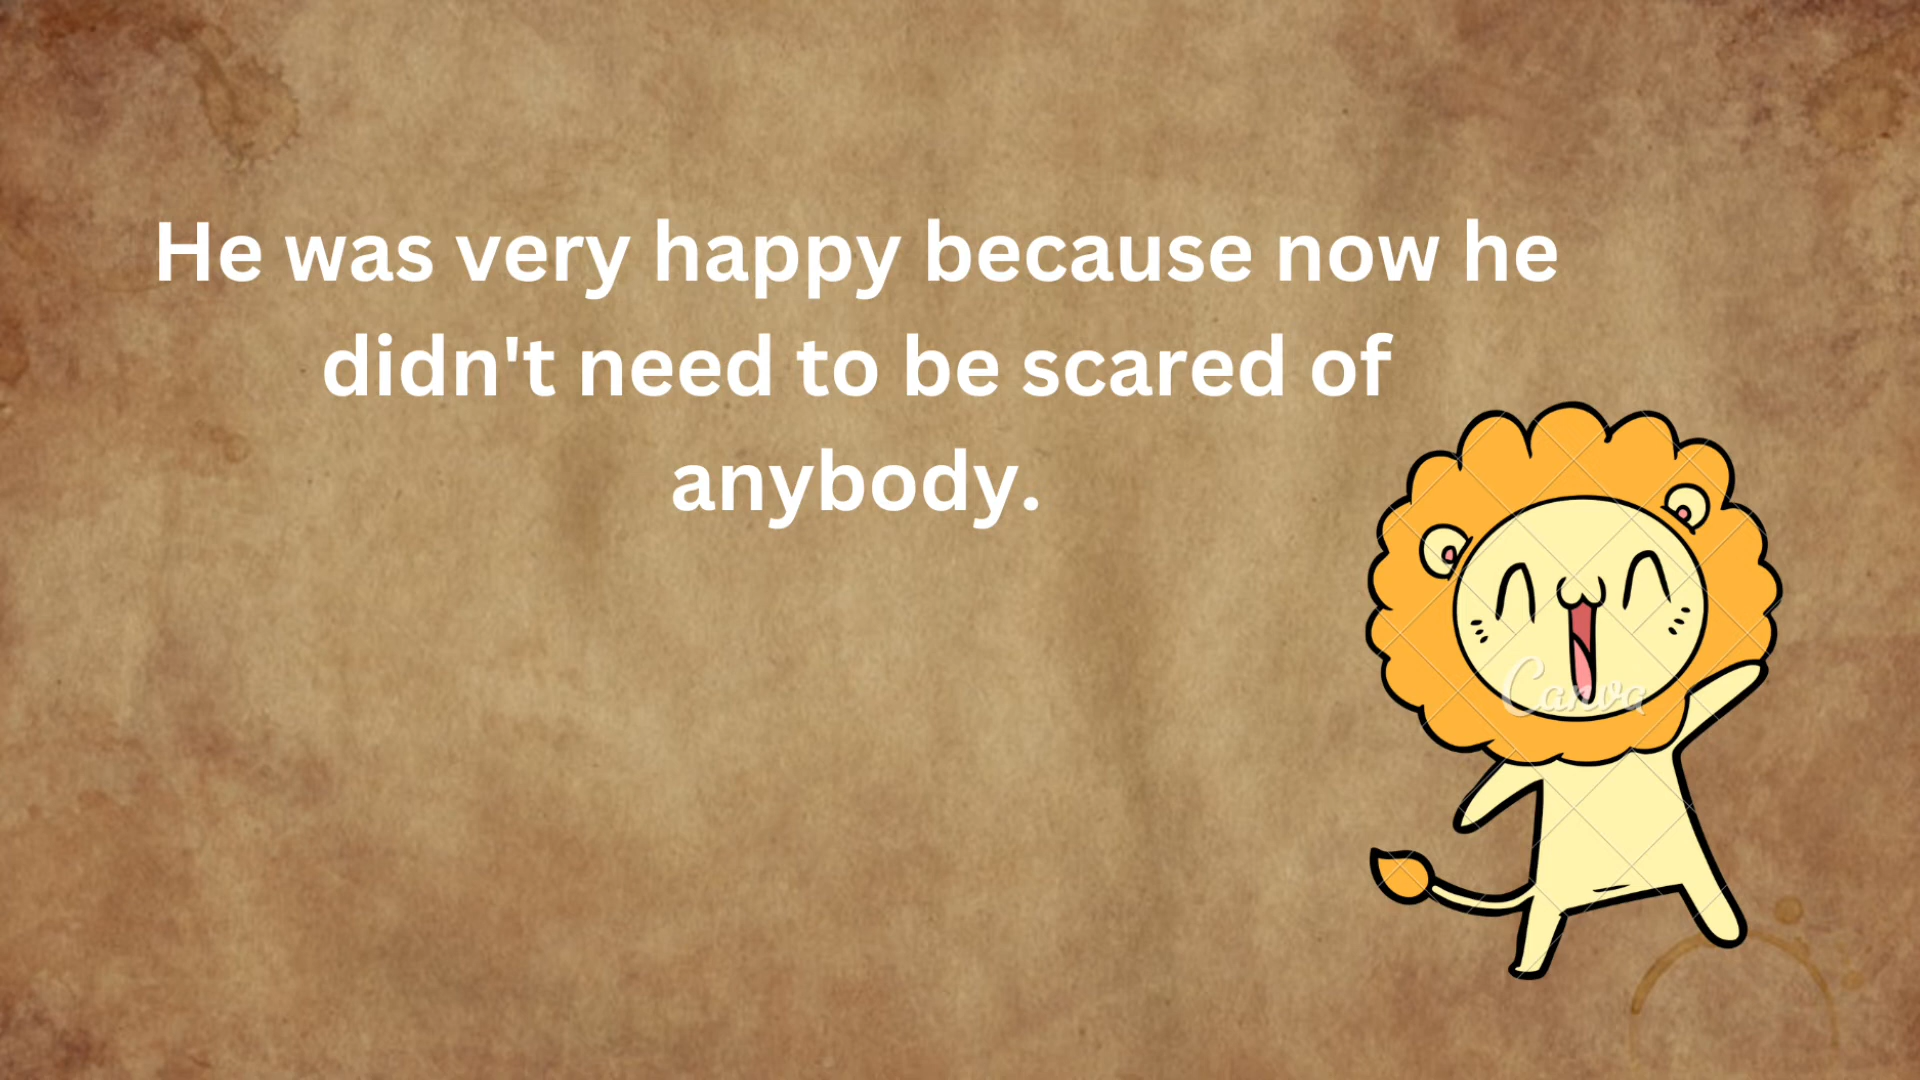 He was very happy because now he
didn't need to be scared of
anybody.
Canva